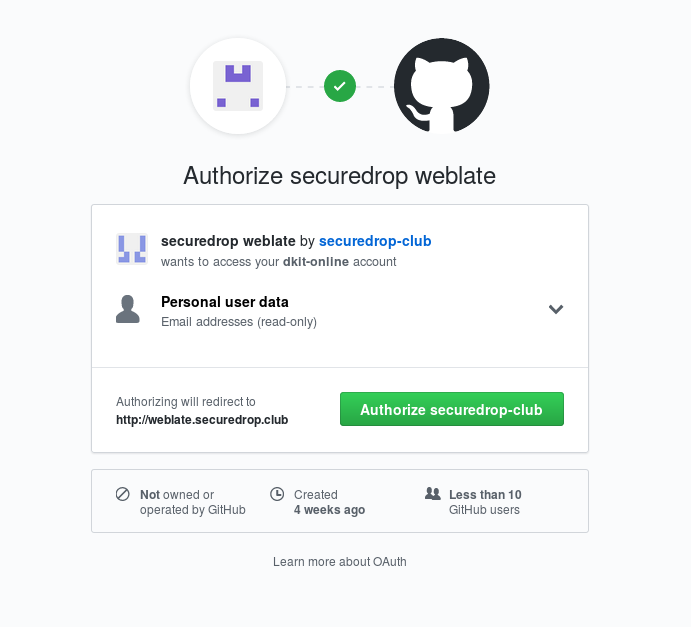 Authorize securedrop weblate
securedrop weblate by securedrop-club
wants to access your dkit-online account
Personal user data
Email addresses (read-only)
Authorizing will redirect to
http://weblate.securedrop.club
Authorize securedrop-club
Not owned or
operated by GitHub
Created
4 weeks ago
Less than 10
GitHub users
Learn more about OAuth